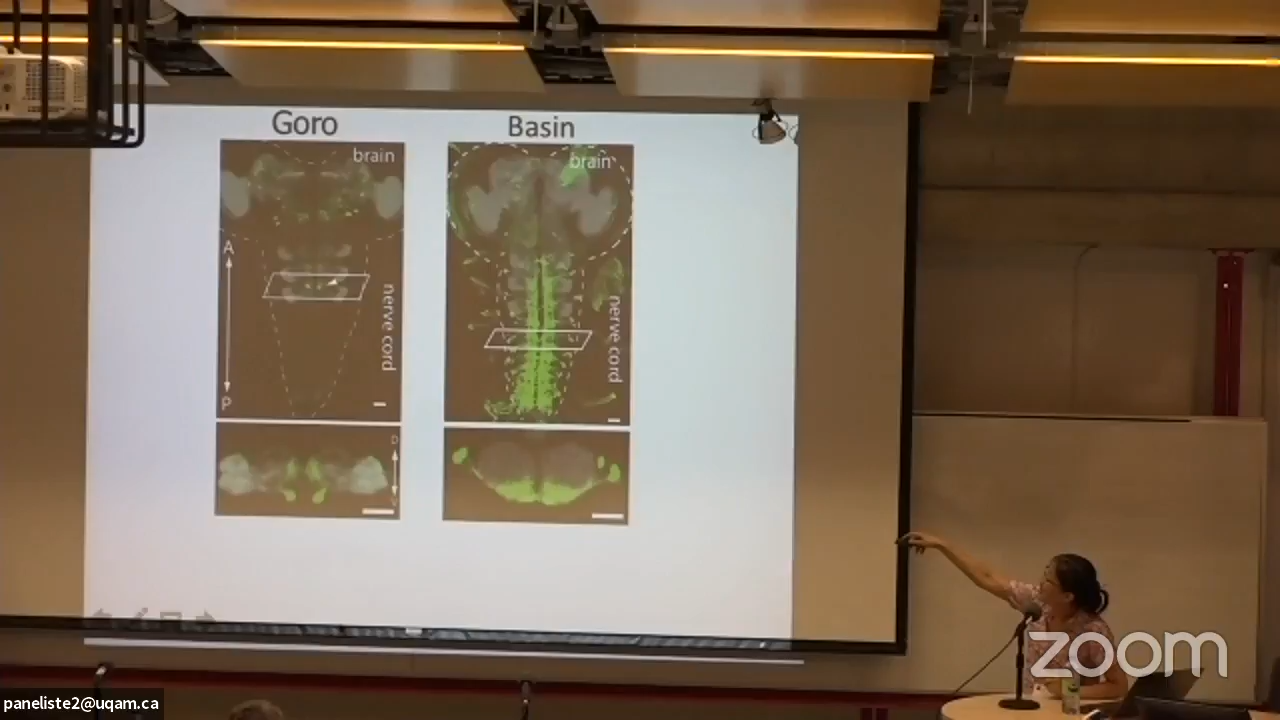 Goro
Basin
brain
brain
A
nerve cord
nerve cord
P
D
zoom
paneliste2@uqam.ca